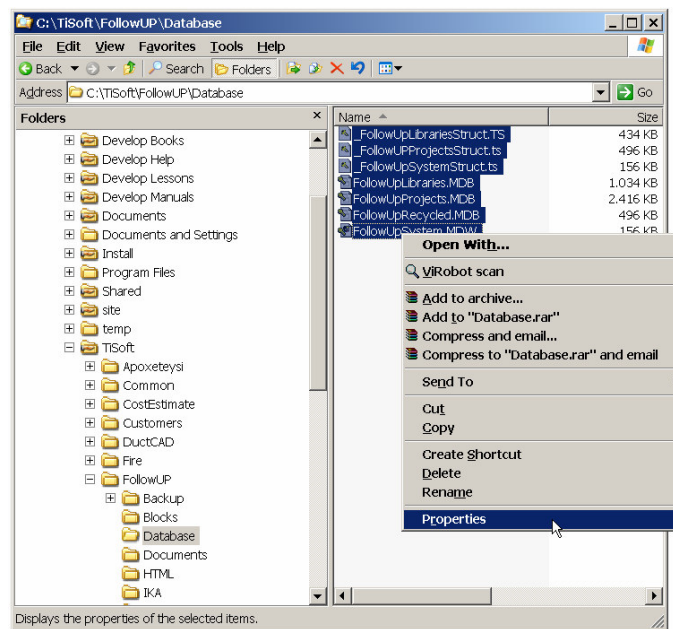 C:\TiSoft\FollowUP\Database
File Edit View Favorites Tools Help
Back Search Folders
Address C:\TiSoft\FollowUP\Database Go
Folders ×
Develop Books
Develop Help
Develop Lessons
Develop Manuals
Documents
Documents and Settings
Install
Program Files
Shared
site
temp
TiSoft
Apoxeteysi
Common
CostEstimate
Customers
DuctCAD
Fire
FollowUP
Backup
Blocks
Database
Documents
HTML
IKA
Name Size
_FollowUpLibrariesStruct.TS 434 KB
_FollowUPProjectsStruct.ts 496 KB
_FollowUpSystemStruct.ts 156 KB
FollowUpLibraries.MDB 1.034 KB
FollowUpProjects.MDB 2.416 KB
FollowUpRecycled.MDB 496 KB
FollowUpSystem.MDW 156 KB
Open With...
ViRobot scan
Add to archive...
Add to "Database.rar"
Compress and email...
Compress to "Database.rar" and email
Send To
Cut
Copy
Create Shortcut
Delete
Rename
Properties
Displays the properties of the selected items.